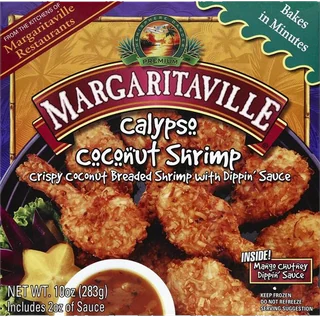 FROM THE KITCHENS OF
Margaritaville
Restaurants
Bakes
in Minutes
PREMIUM
MARGARITAVILLE
Calypso
Coconut Shrimp
Crispy Coconut Breaded Shrimp with Dippin' Sauce
INSIDE!
Mango Chutney
Dippin' Sauce
NET WT. 10oz (283g)
Includes 2oz of Sauce
• KEEP FROZEN
DO NOT REFREEZE
SERVING SUGGESTION